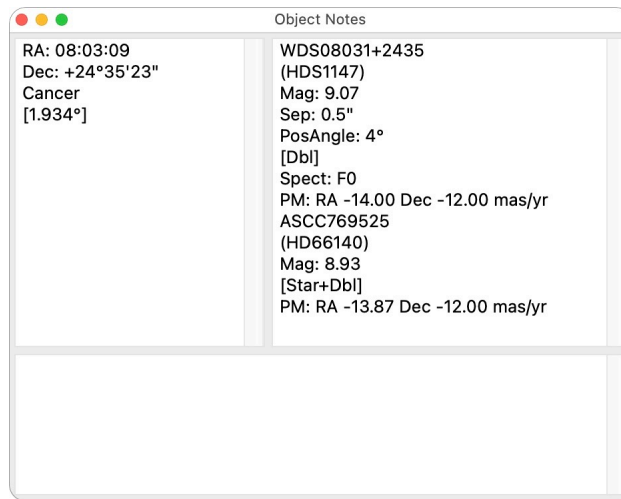 Object Notes
RA: 08:03:09
Dec: +24°35'23"
Cancer
[1.934°]
WDS08031+2435
(HDS1147)
Mag: 9.07
Sep: 0.5"
PosAngle: 4°
[Dbl]
Spect: F0
PM: RA -14.00 Dec -12.00 mas/yr
ASCC769525
(HD66140)
Mag: 8.93
[Star+Dbl]
PM: RA -13.87 Dec -12.00 mas/yr